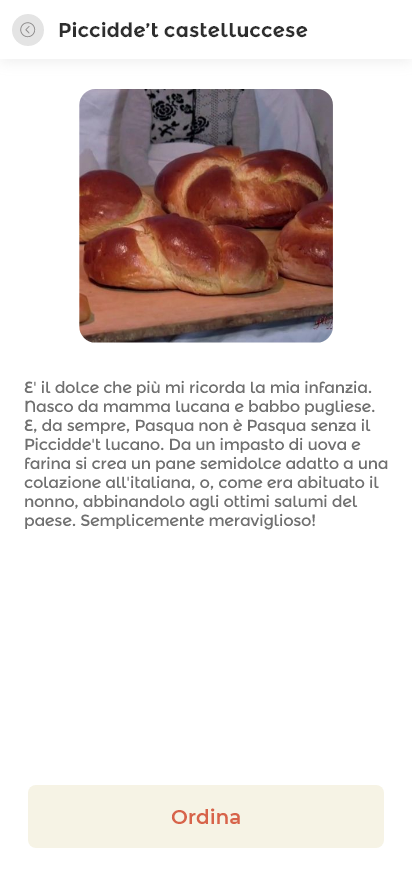 Piccidde’t castelluccese
E' il dolce che più mi ricorda la mia infanzia.
Nasco da mamma lucana e babbo pugliese.
E, da sempre, Pasqua non è Pasqua senza il
Piccidde't lucano. Da un impasto di uova e
farina si crea un pane semidolce adatto a una
colazione all'italiana, o, come era abituato il
nonno, abbinandolo agli ottimi salumi del
paese. Semplicemente meraviglioso!
Ordina